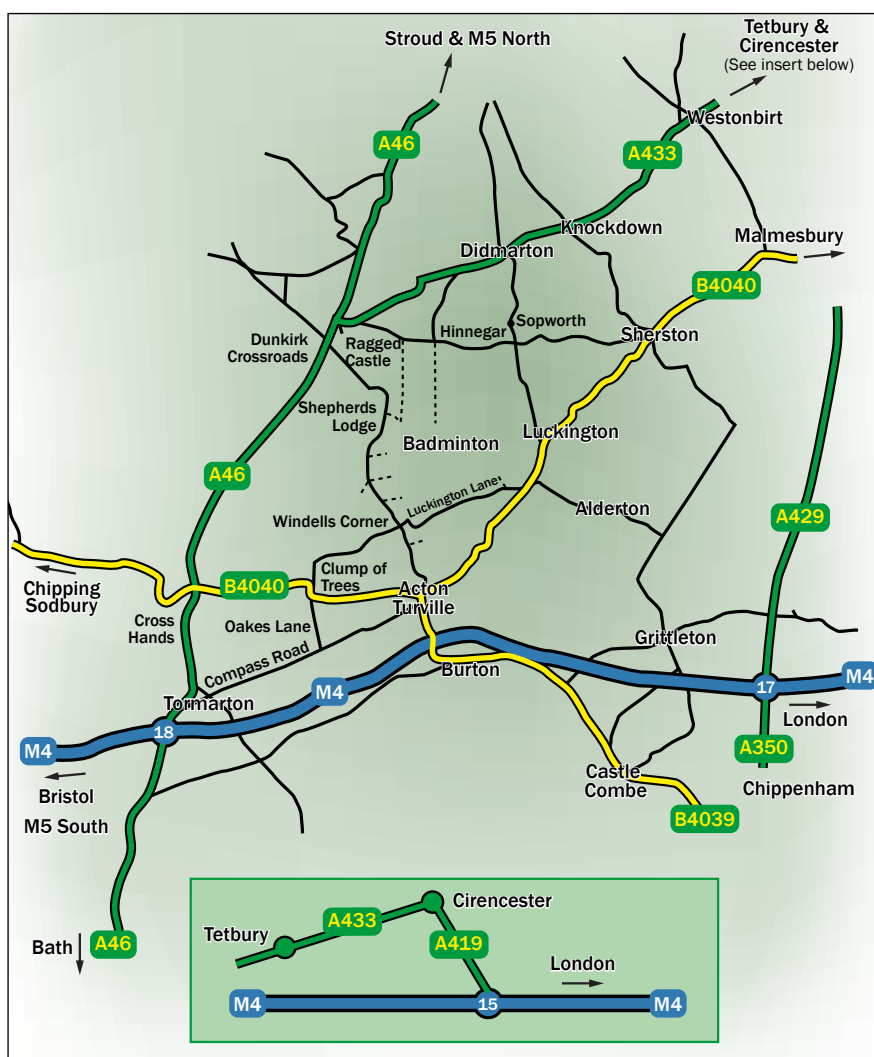 Stroud & M5 North
Tetbury &
Cirencester
(See insert below)
Westonbirt
A46
A433
Knockdown
Didmarton
Malmesbury
B4040
Hinnegar
Sopworth
Sherston
Dunkirk
Crossroads
Ragged
Castle
Shepherds
Lodge
Badminton
Luckington
A46
Luckington Lane
Alderton
A429
Windells Corner
Chipping
Sodbury
B4040
Clump of
Trees
Acton
Turville
Cross
Hands
Oakes Lane
Compass Road
Grittleton
Burton
Tormarton
M4
M4
17
London
18
M4
Bristol
M5 South
A350
Chippenham
Castle
Combe
B4039
Bath
A46
Cirencester
A433
Tetbury
A419
London
M4
15
M4